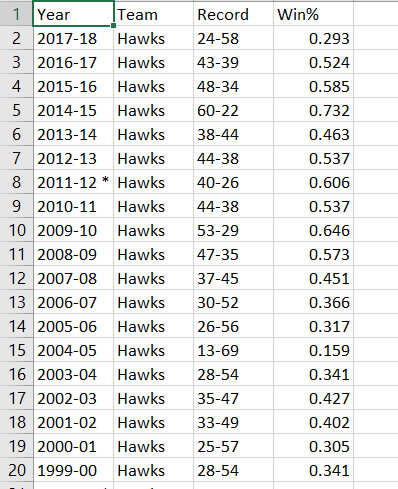 1 Year Team Record Win%
2 2017-18 Hawks 24-58 0.293
3 2016-17 Hawks 43-39 0.524
4 2015-16 Hawks 48-34 0.585
5 2014-15 Hawks 60-22 0.732
6 2013-14 Hawks 38-44 0.463
7 2012-13 Hawks 44-38 0.537
8 2011-12 * Hawks 40-26 0.606
9 2010-11 Hawks 44-38 0.537
10 2009-10 Hawks 53-29 0.646
11 2008-09 Hawks 47-35 0.573
12 2007-08 Hawks 37-45 0.451
13 2006-07 Hawks 30-52 0.366
14 2005-06 Hawks 26-56 0.317
15 2004-05 Hawks 13-69 0.159
16 2003-04 Hawks 28-54 0.341
17 2002-03 Hawks 35-47 0.427
18 2001-02 Hawks 33-49 0.402
19 2000-01 Hawks 25-57 0.305
20 1999-00 Hawks 28-54 0.341